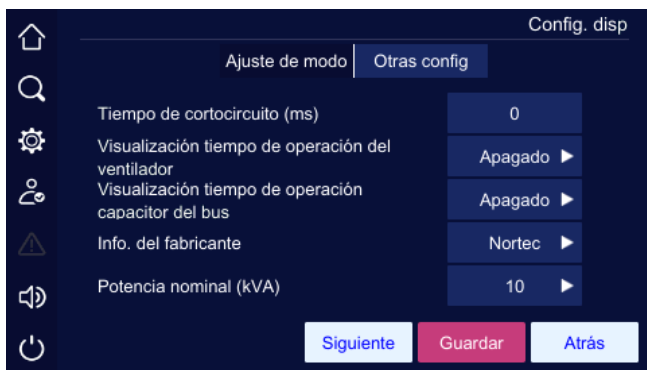 Config. disp
Ajuste de modo
Otras config
Tiempo de cortocircuito (ms)
0
Visualización tiempo de operación del
ventilador
Apagado
Visualización tiempo de operación
capacitor del bus
Apagado
Info. del fabricante
Nortec
Potencia nominal (kVA)
10
Siguiente
Guardar
Atrás